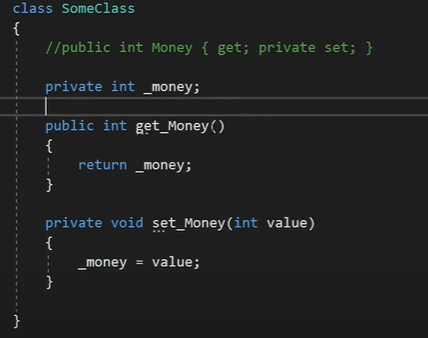 class SomeClass
{
//public int Money { get; private set; }
private int _money;
public int get_Money()
{
return _money;
}
private void set_Money(int value)
{
_money = value;
}
}